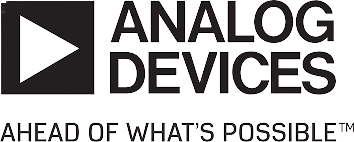 ANALOG
DEVICES
AHEAD OF WHAT'S POSSIBLE™